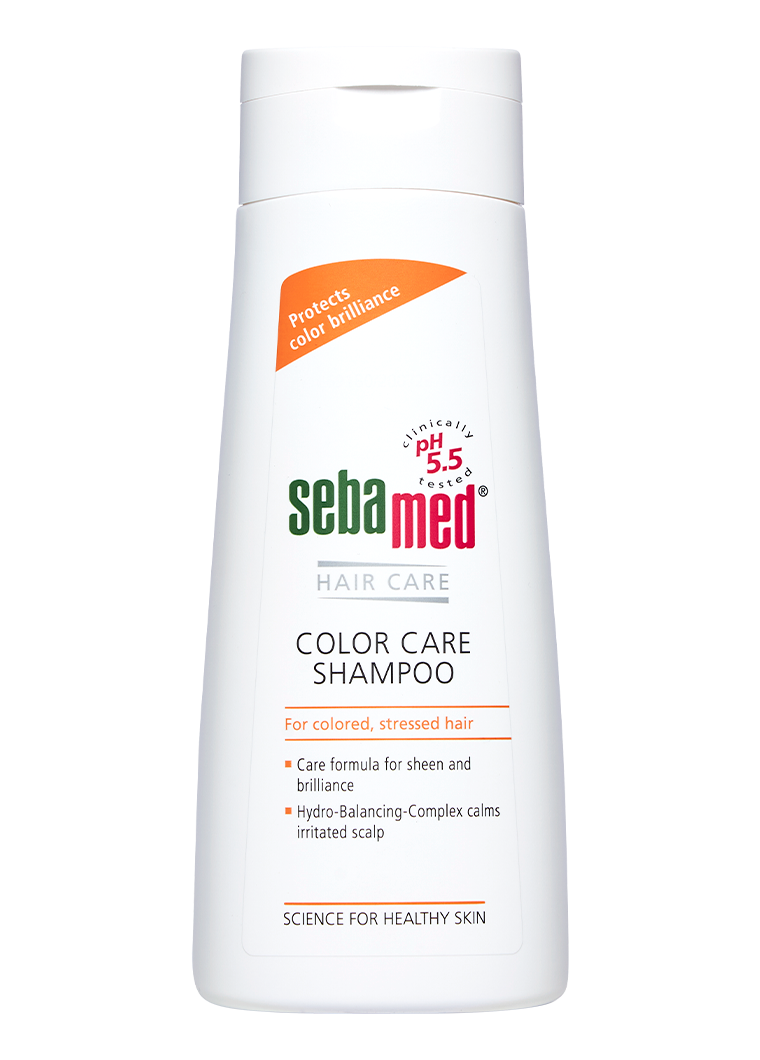 Protects
color brilliance
clinically
pH
5.5
tested
sebamed®
HAIR CARE
COLOR CARE
SHAMPOO
For colored, stressed hair
▪ Care formula for sheen and
brilliance
▪ Hydro-Balancing-Complex calms
irritated scalp
SCIENCE FOR HEALTHY SKIN